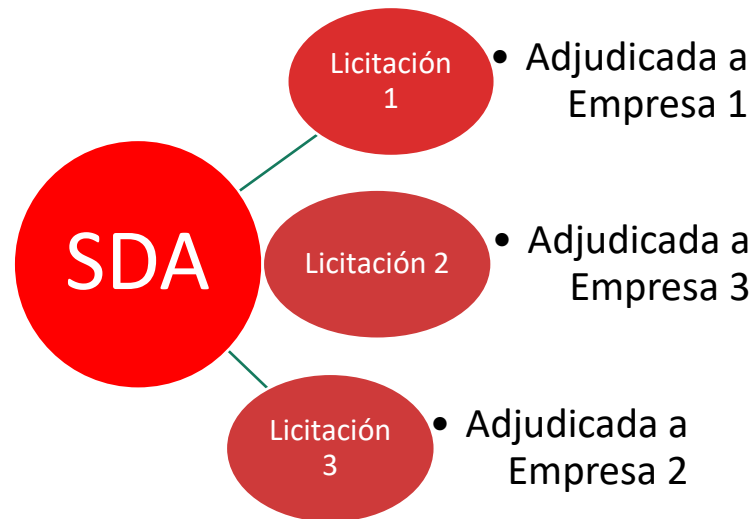 SDA
Licitación
1
• Adjudicada a
Empresa 1
Licitación 2
• Adjudicada a
Empresa 3
Licitación
3
• Adjudicada a
Empresa 2